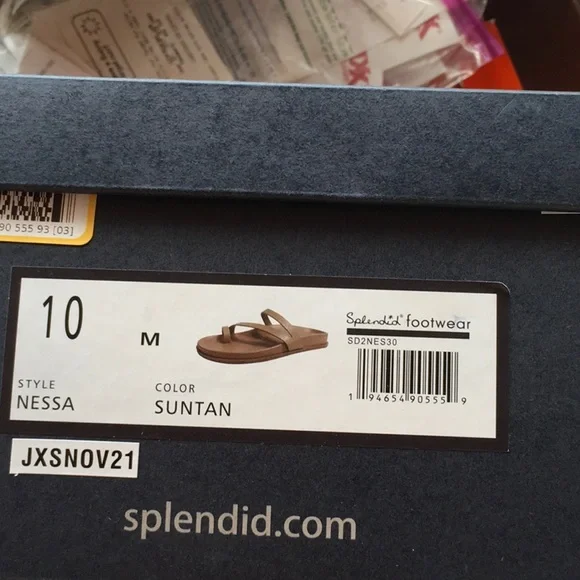 DK
90 555 93 [03]
10
M
Splendid® footwear
SD2NES30
STYLE
NESSA
COLOR
SUNTAN
1 94654 90555 9
JXSNOV21
splendid.com